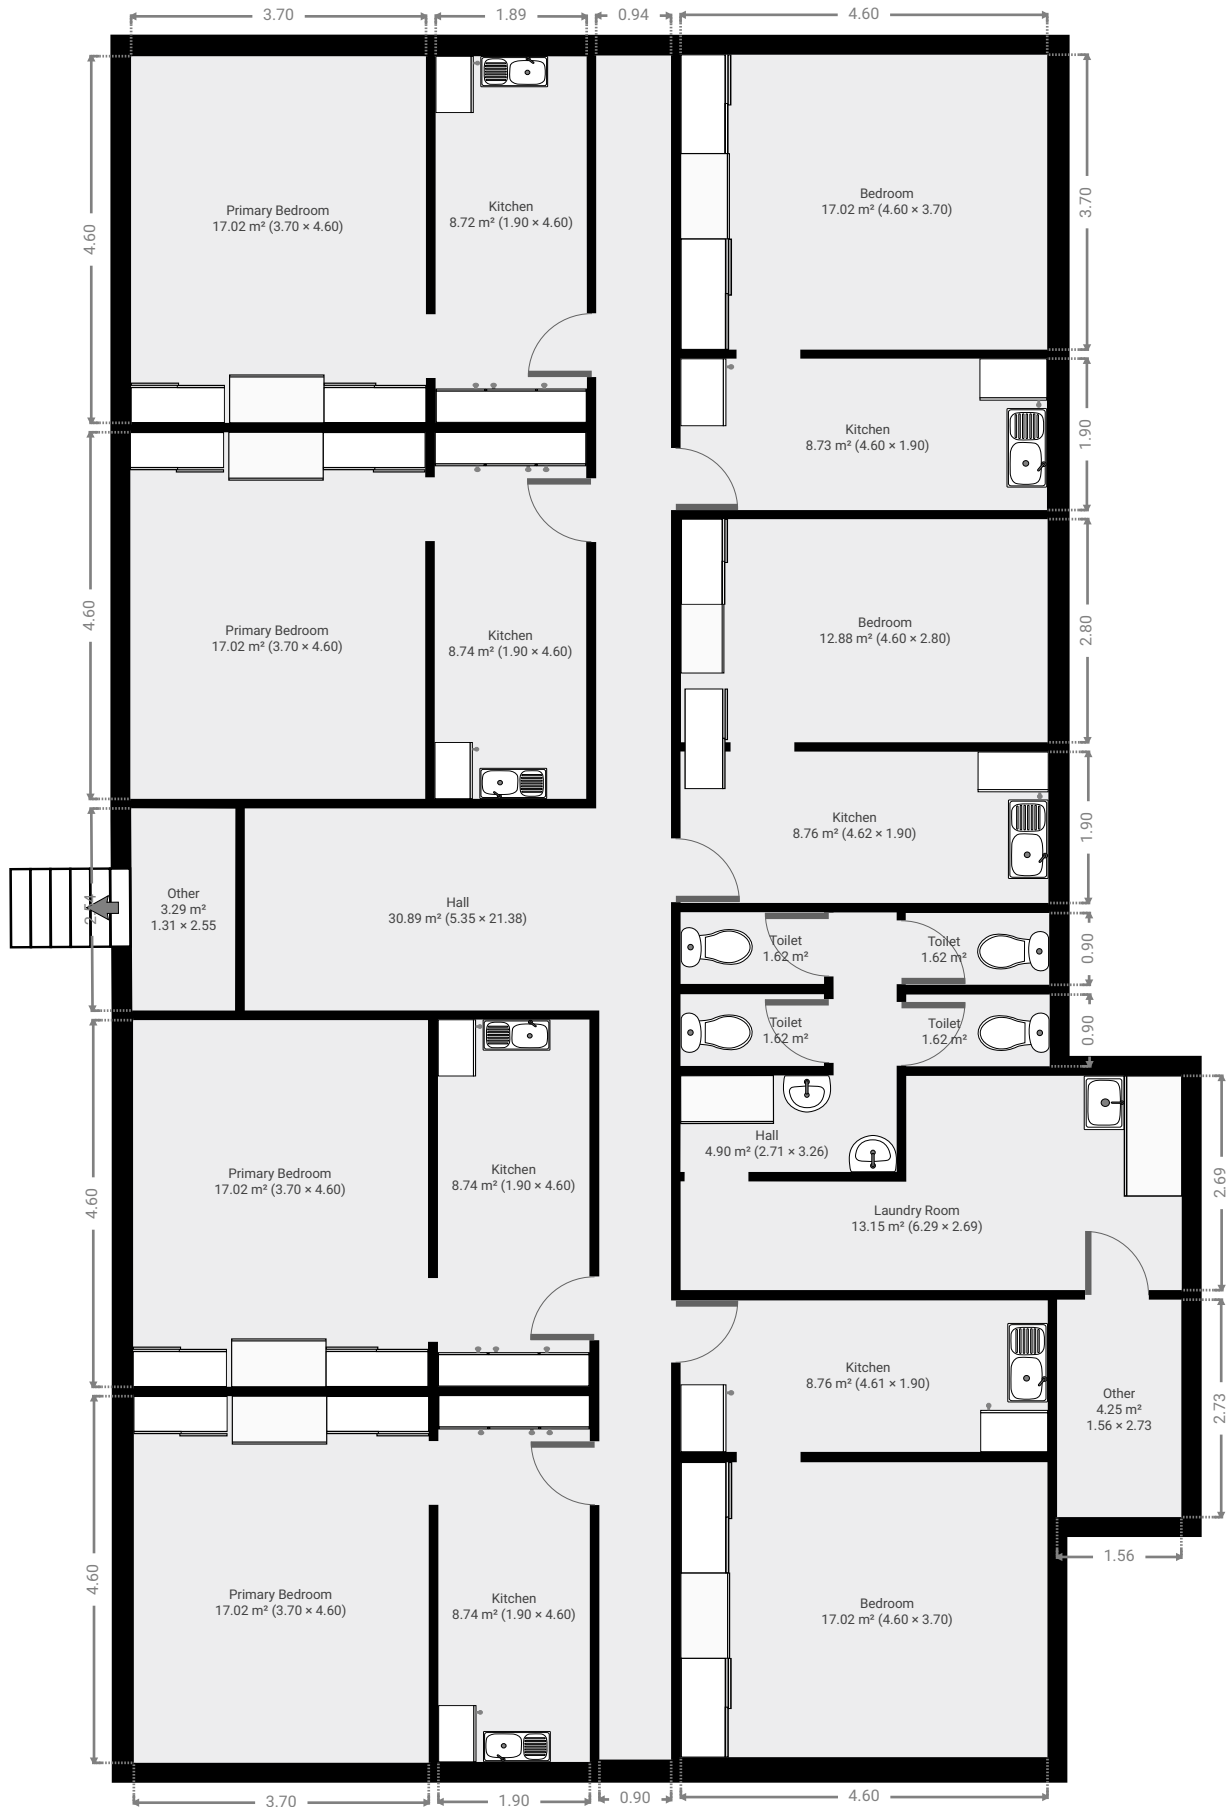 3.70
1.89
0.94
4.60
4.60
3.70
Primary Bedroom
17.02 m² (3.70 × 4.60)
Kitchen
8.72 m² (1.90 × 4.60)
Bedroom
17.02 m² (4.60 × 3.70)
Kitchen
8.73 m² (4.60 × 1.90)
1.90
4.60
Primary Bedroom
17.02 m² (3.70 × 4.60)
Kitchen
8.74 m² (1.90 × 4.60)
Bedroom
12.88 m² (4.60 × 2.80)
2.80
Kitchen
8.76 m² (4.62 × 1.90)
1.90
Other
3.29 m²
1.31 × 2.55
Hall
30.89 m² (5.35 × 21.38)
Toilet
1.62 m²
Toilet
1.62 m²
0.90
Toilet
1.62 m²
Toilet
1.62 m²
0.90
Hall
4.90 m² (2.71 × 3.26)
4.60
Primary Bedroom
17.02 m² (3.70 × 4.60)
Kitchen
8.74 m² (1.90 × 4.60)
Laundry Room
13.15 m² (6.29 × 2.69)
2.69
Kitchen
8.76 m² (4.61 × 1.90)
Other
4.25 m²
1.56 × 2.73
2.73
4.60
Primary Bedroom
17.02 m² (3.70 × 4.60)
Kitchen
8.74 m² (1.90 × 4.60)
Bedroom
17.02 m² (4.60 × 3.70)
1.56
3.70
1.90
0.90
4.60